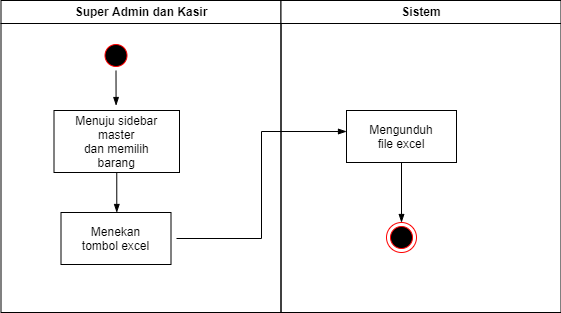 Super Admin dan Kasir
Sistem
Menuju sidebar
master
dan memilih
barang
Menekan
tombol excel
Mengunduh
file excel